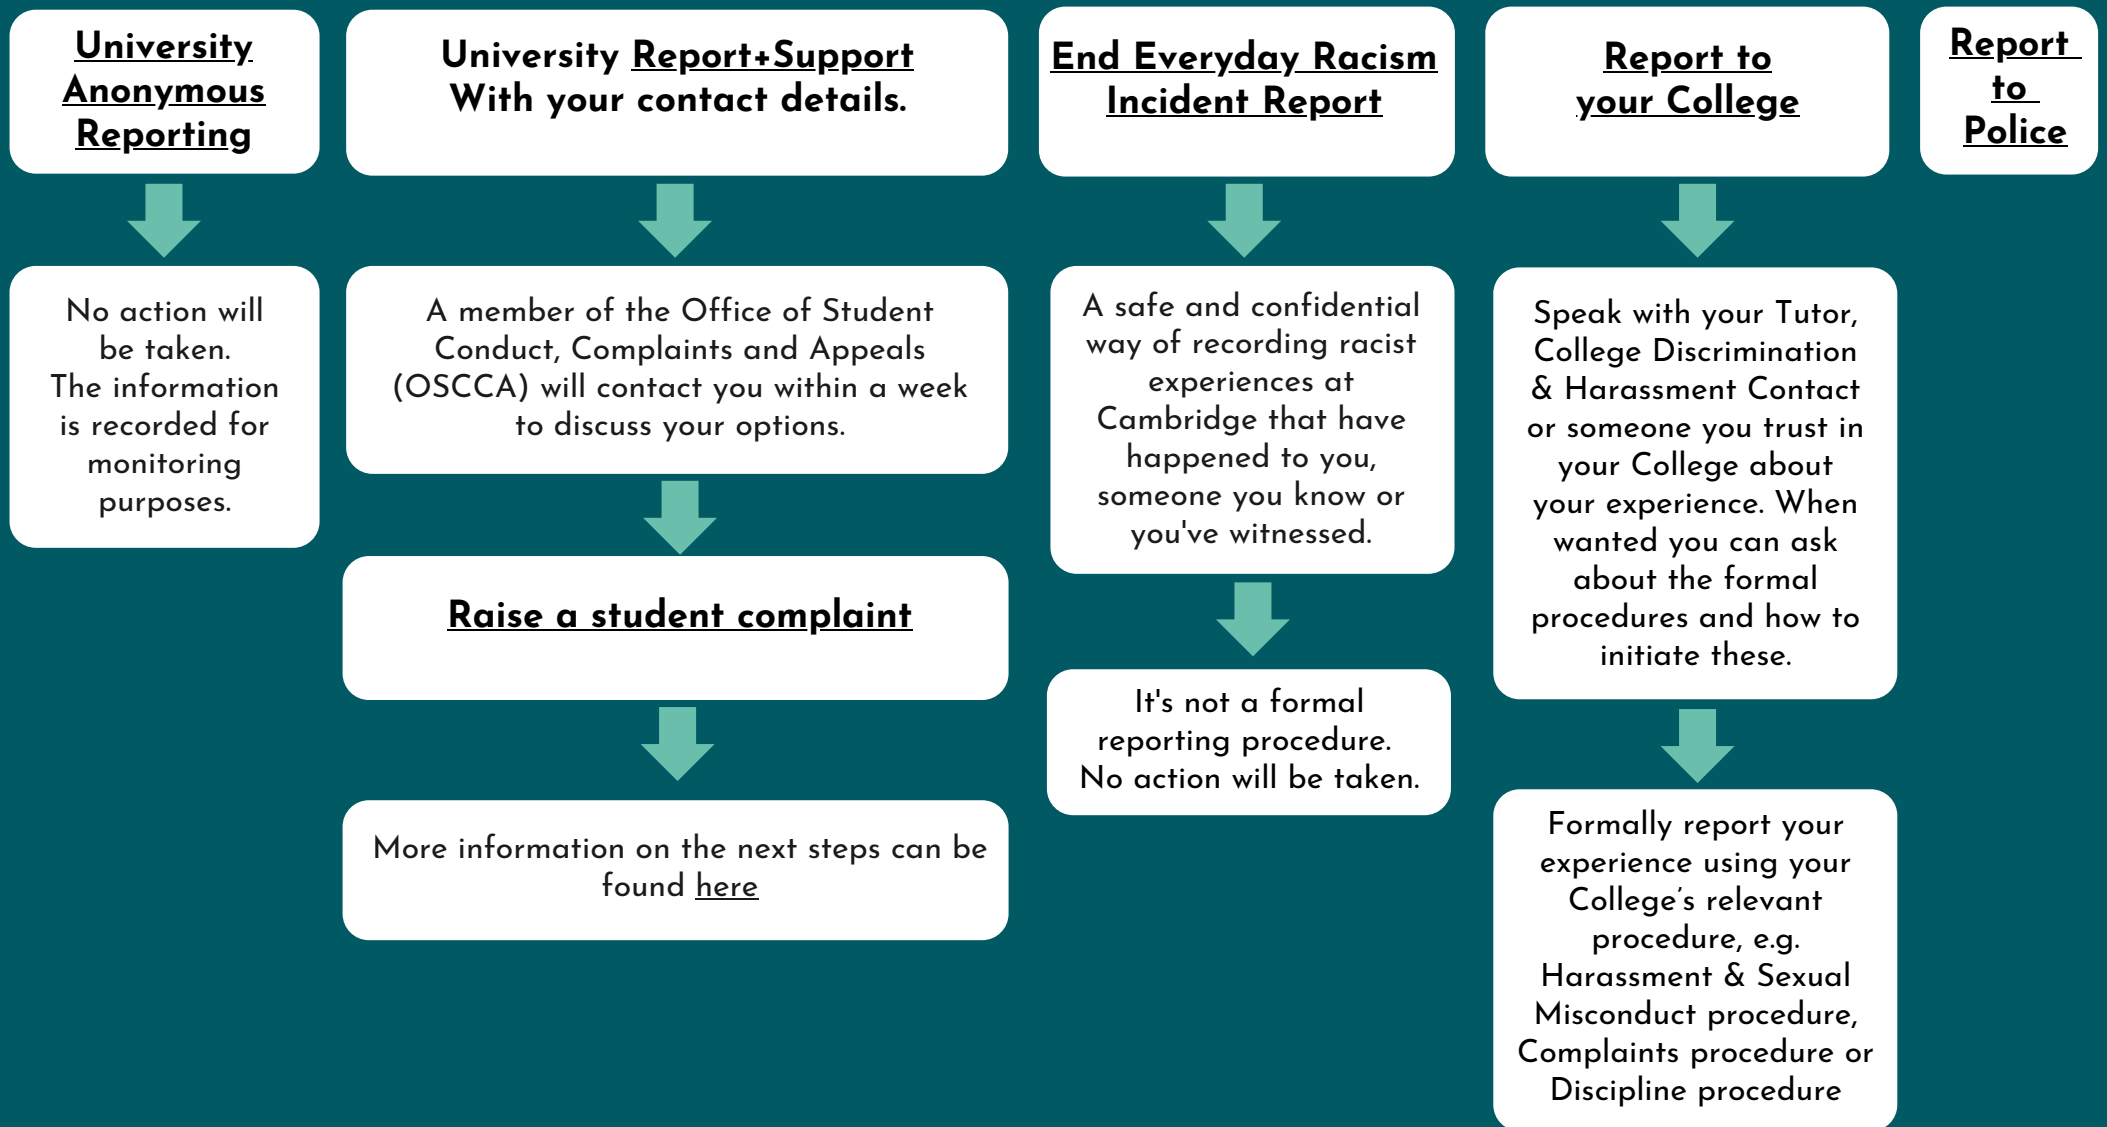 University
Anonymous
Reporting
No action will
be taken.
The information
is recorded for
monitoring
purposes.
University Report+Support
With your contact details.
A member of the Office of Student
Conduct, Complaints and Appeals
(OSCCA) will contact you within a week
to discuss your options.
Raise a student complaint
More information on the next steps can be
found here
End Everyday Racism
Incident Report
A safe and confidential
way of recording racist
experiences at
Cambridge that have
happened to you,
someone you know or
you've witnessed.
It's not a formal
reporting procedure.
No action will be taken.
Report to
your College
Speak with your Tutor,
College Discrimination
& Harassment Contact
or someone you trust in
your College about
your experience. When
wanted you can ask
about the formal
procedures and how to
initiate these.
Formally report your
experience using your
College’s relevant
procedure, e.g.
Harassment & Sexual
Misconduct procedure,
Complaints procedure or
Discipline procedure
Report
to
Police